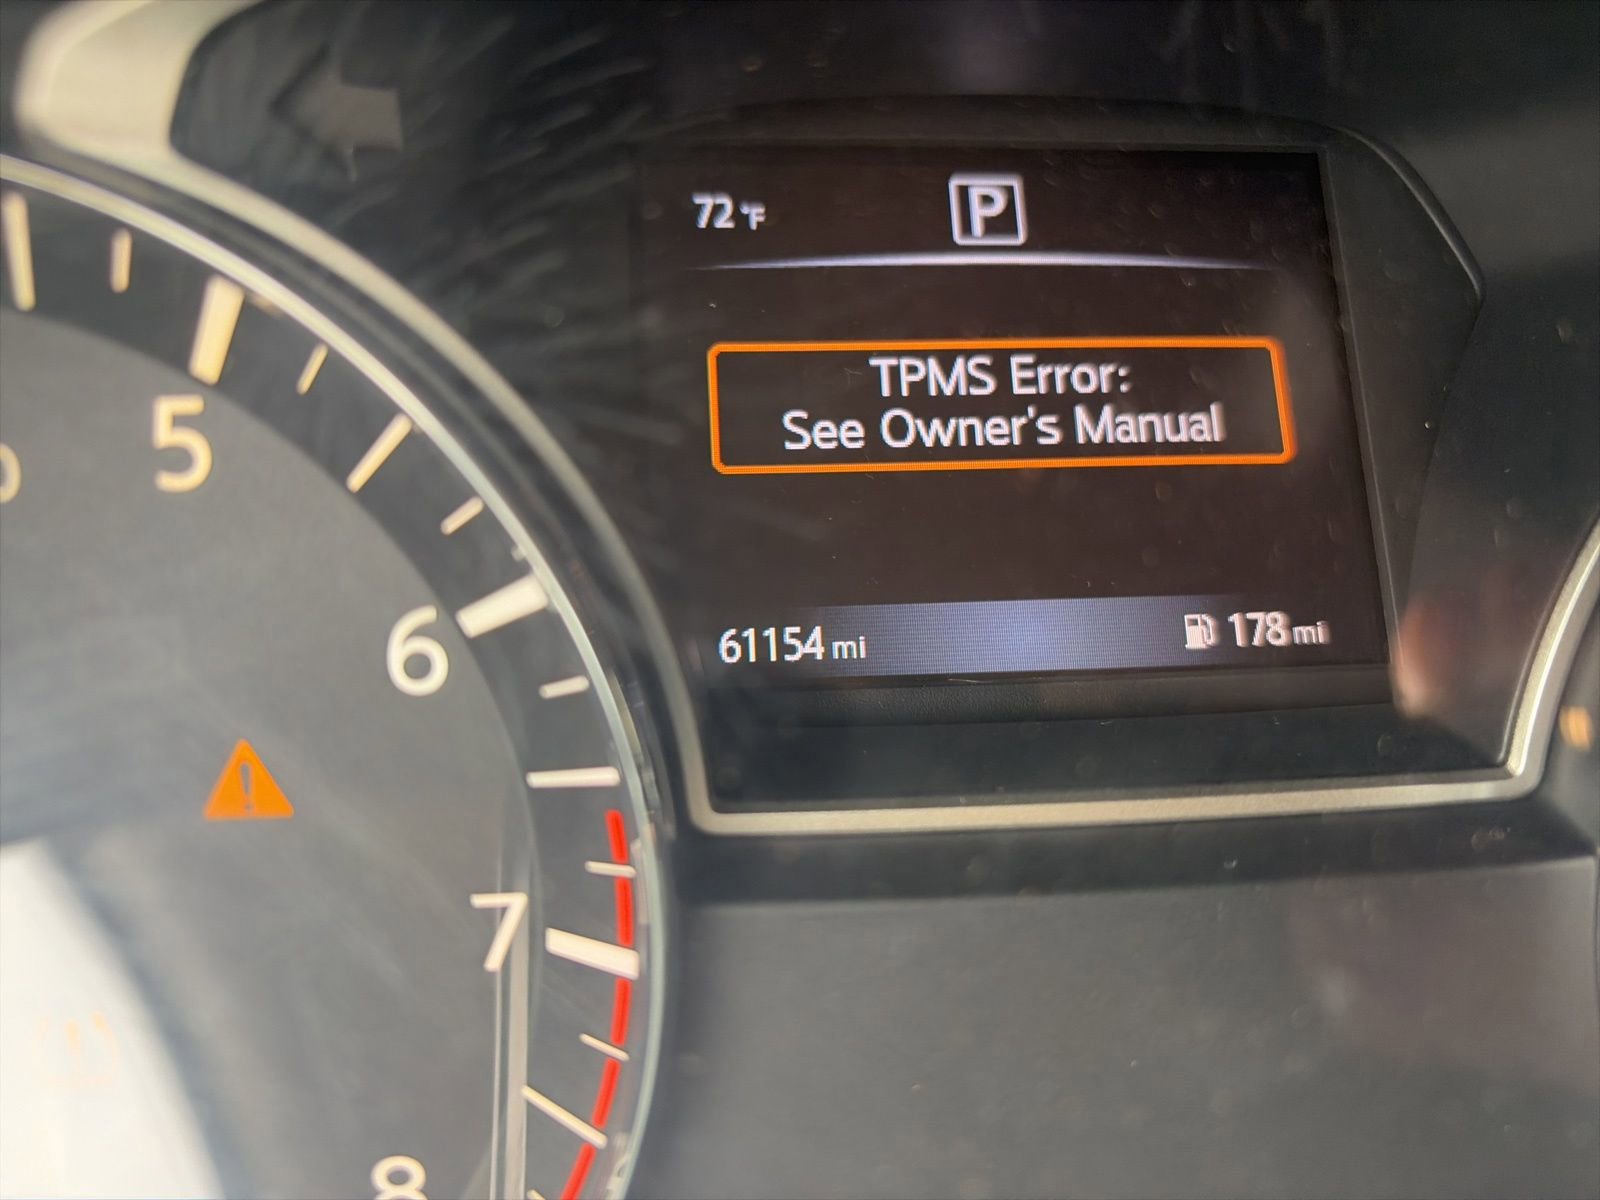 72 °F
P
TPMS Error:
See Owner's Manual
61154 mi
178 mi
5
6
7
8